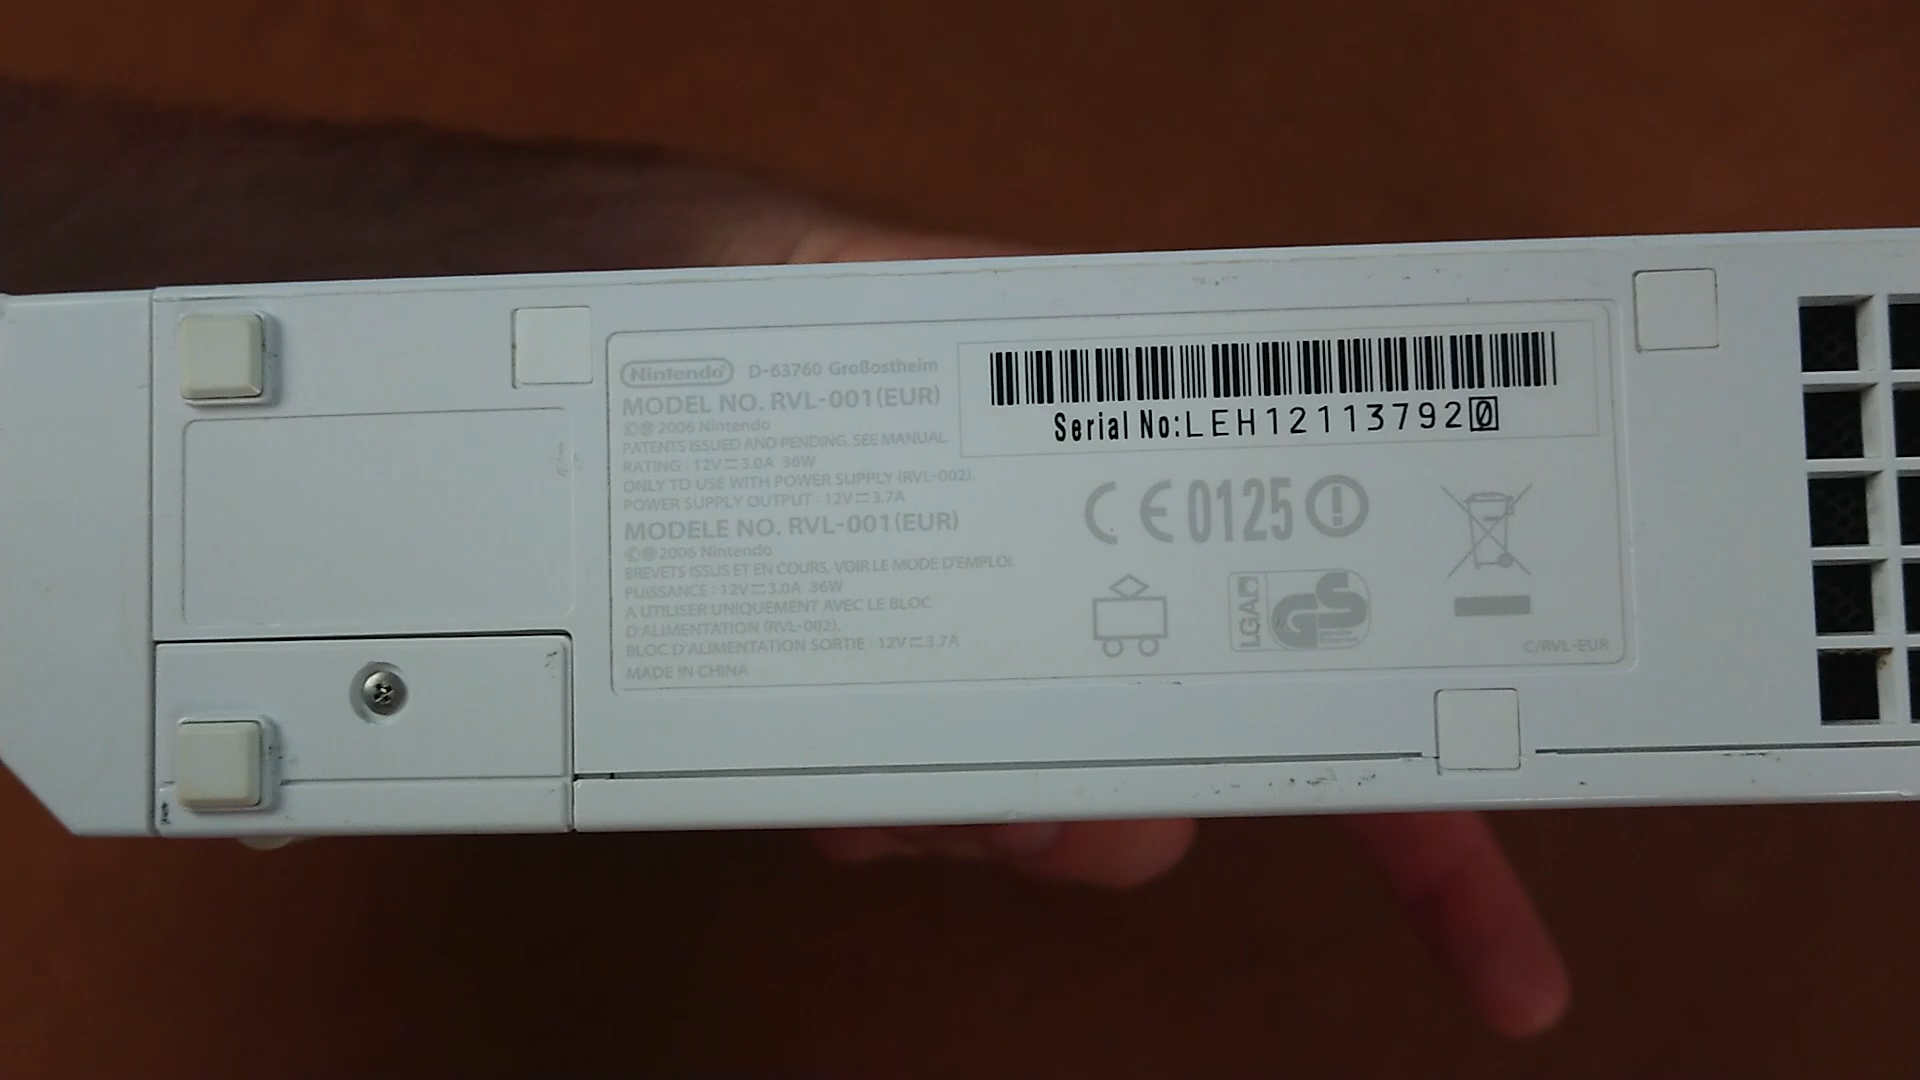 Nintendo D-63760 Großostheim
MODEL NO. RVL-001(EUR)
©℗ 2006 Nintendo
PATENTS ISSUED AND PENDING. SEE MANUAL.
RATING : 12V⎓3.0A 36W
ONLY TO USE WITH POWER SUPPLY (RVL-002).
POWER SUPPLY OUTPUT : 12V⎓3.7A
MODELE NO. RVL-001(EUR)
©℗ 2006 Nintendo
BREVETS ISSUS ET EN COURS, VOIR LE MODE D'EMPLOI.
PUISSANCE : 12V⎓3.0A 36W
A UTILISER UNIQUEMENT AVEC LE BLOC
D'ALIMENTATION (RVL-002).
BLOC D'ALIMENTATION SORTIE : 12V⎓3.7A
MADE IN CHINA
Serial No:LEH121137920
CE0125
LGA GS
C/RVL-EUR